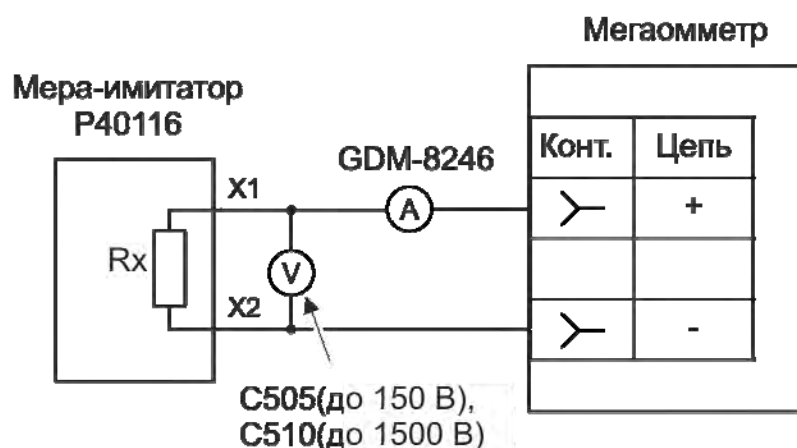 Мегаомметр
Мера-имитатор
Р40116
GDM-8246
Конт.
Цепь
X1
A
+
Rx
V
X2
-
С505(до 150 В),
С510(до 1500 В)